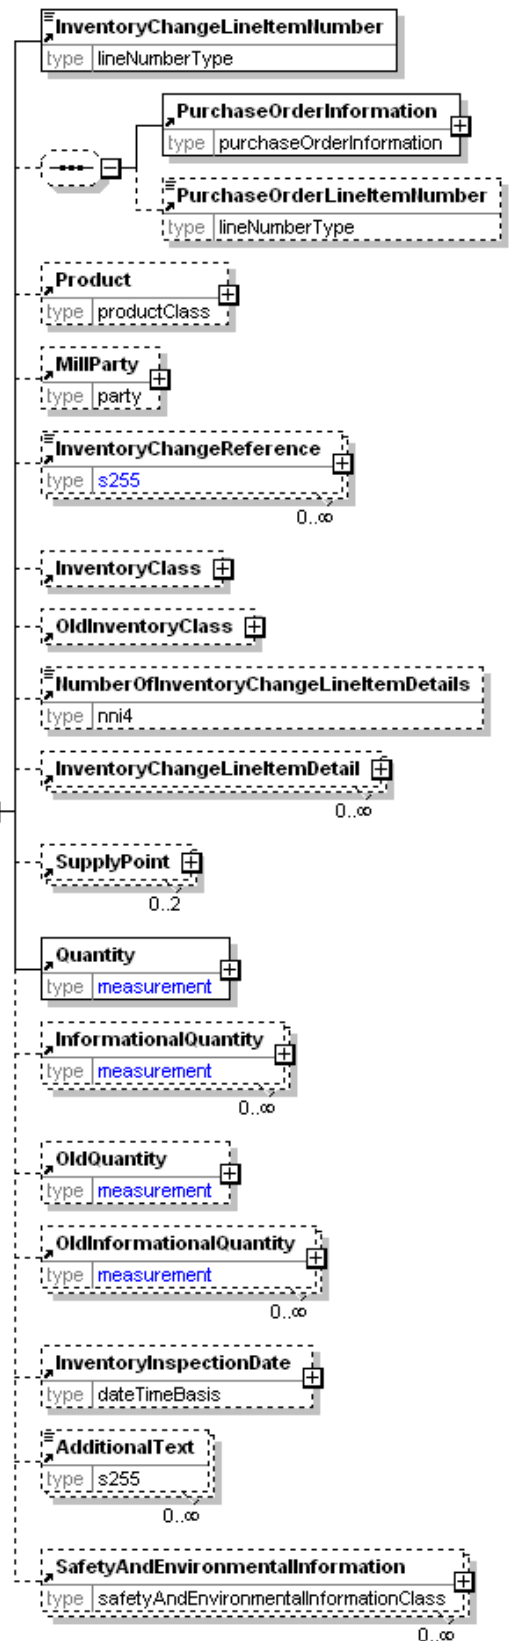 InventoryChangeLineItemNumber
type lineNumberType
PurchaseOrderInformation
type purchaseOrderInformation
PurchaseOrderLineItemNumber
type lineNumberType
Product
type productClass
MillParty
type party
InventoryChangeReference
type s255
0..∞
InventoryClass
OldInventoryClass
NumberOfInventoryChangeLineItemDetails
type nni4
InventoryChangeLineItemDetail
0..∞
SupplyPoint
0..2
Quantity
type measurement
InformationalQuantity
type measurement
0..∞
OldQuantity
type measurement
OldInformationalQuantity
type measurement
0..∞
InventoryInspectionDate
type dateTimeBasis
AdditionalText
type s255
0..∞
SafetyAndEnvironmentalInformation
type safetyAndEnvironmentalInformationClass
0..∞